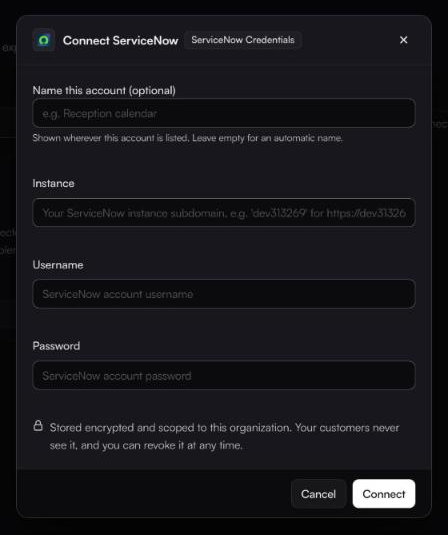 Connect ServiceNow
ServiceNow Credentials
Name this account (optional)
e.g. Reception calendar
Shown wherever this account is listed. Leave empty for an automatic name.
Instance
Your ServiceNow instance subdomain, e.g. 'dev313269' for https://dev31326
Username
ServiceNow account username
Password
ServiceNow account password
Stored encrypted and scoped to this organization. Your customers never
see it, and you can revoke it at any time.
Cancel
Connect